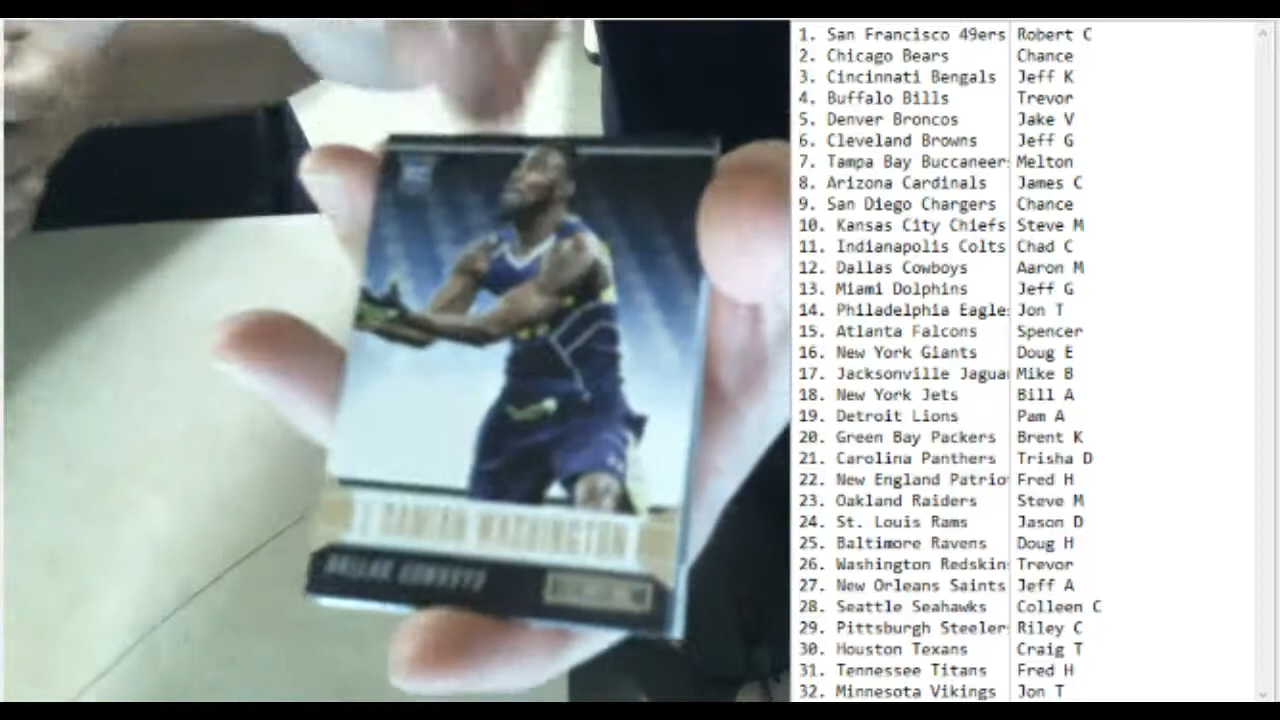 DALLAS COWBOYS
1. San Francisco 49ers Robert C
2. Chicago Bears Chance
3. Cincinnati Bengals Jeff K
4. Buffalo Bills Trevor
5. Denver Broncos Jake V
6. Cleveland Browns Jeff G
7. Tampa Bay Buccaneer Melton
8. Arizona Cardinals James C
9. San Diego Chargers Chance
10. Kansas City Chiefs Steve M
11. Indianapolis Colts Chad C
12. Dallas Cowboys Aaron M
13. Miami Dolphins Jeff G
14. Philadelphia Eagle Jon T
15. Atlanta Falcons Spencer
16. New York Giants Doug E
17. Jacksonville Jagua Mike B
18. New York Jets Bill A
19. Detroit Lions Pam A
20. Green Bay Packers Brent K
21. Carolina Panthers Trisha D
22. New England Patrio Fred H
23. Oakland Raiders Steve M
24. St. Louis Rams Jason D
25. Baltimore Ravens Doug H
26. Washington Redskin Trevor
27. New Orleans Saints Jeff A
28. Seattle Seahawks Colleen C
29. Pittsburgh Steeler Riley C
30. Houston Texans Craig T
31. Tennessee Titans Fred H
32. Minnesota Vikings Jon T